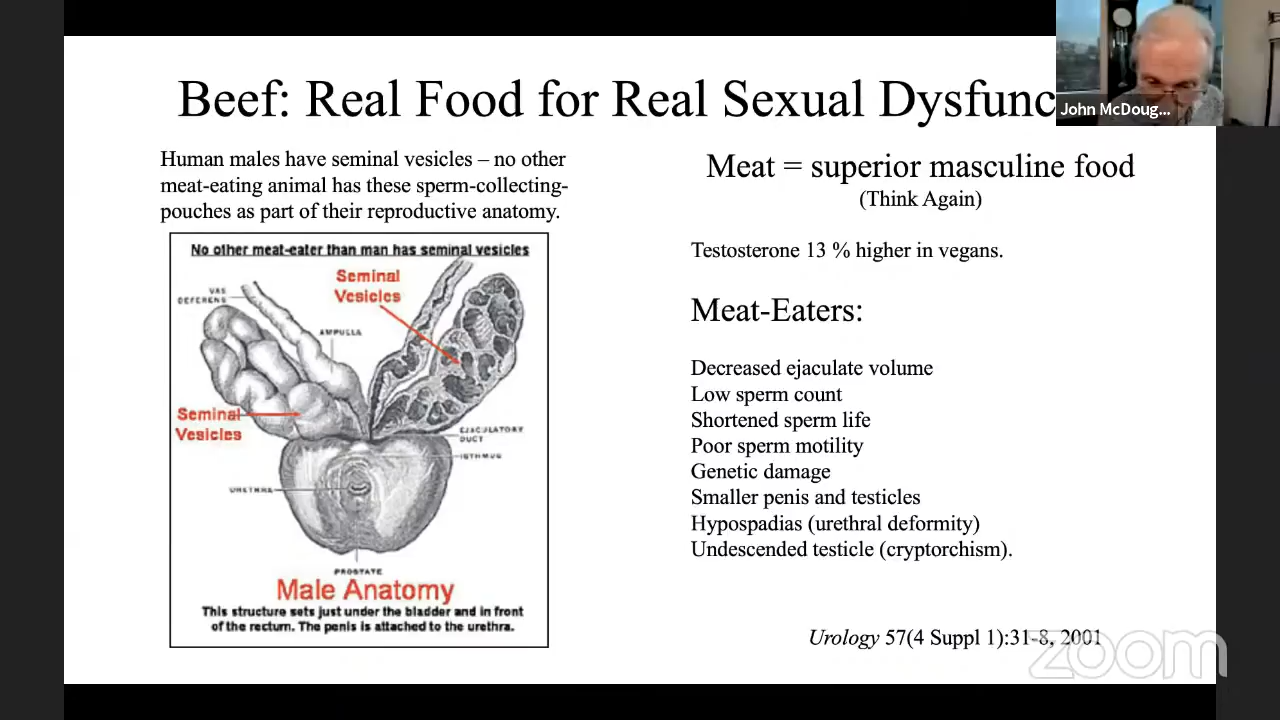 Beef: Real Food for Real Sexual Dysfunc
John McDoug...
Human males have seminal vesicles – no other
meat-eating animal has these sperm-collecting-
pouches as part of their reproductive anatomy.
No other meat-eater than man has seminal vesicles
Seminal
Vesicles
VAS
DEFERENS
AMPULLA
Seminal
Vesicles
EJACULATORY
DUCT
ISTHMUS
URETHRA
PROSTATE
Male Anatomy
This structure sets just under the bladder and in front
of the rectum. The penis is attached to the urethra.
Meat = superior masculine food
(Think Again)
Testosterone 13 % higher in vegans.
Meat-Eaters:
Decreased ejaculate volume
Low sperm count
Shortened sperm life
Poor sperm motility
Genetic damage
Smaller penis and testicles
Hypospadias (urethral deformity)
Undescended testicle (cryptorchism).
Urology 57(4 Suppl 1):31-8, 2001
zoom